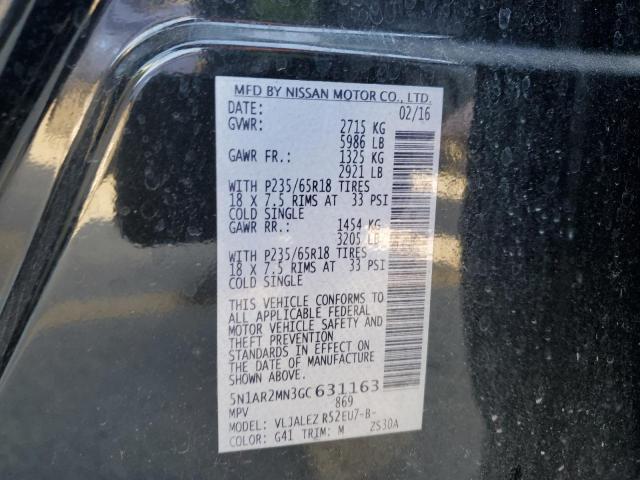 MFD BY NISSAN MOTOR CO., LTD.
DATE: 02/16
GVWR: 2715 KG
5986 LB
GAWR FR.: 1325 KG
2921 LB
WITH P235/65R18 TIRES
18 X 7.5 RIMS AT 33 PSI
COLD SINGLE
GAWR RR.: 1454 KG
3205 LB
WITH P235/65R18 TIRES
18 X 7.5 RIMS AT 33 PSI
COLD SINGLE
THIS VEHICLE CONFORMS TO
ALL APPLICABLE FEDERAL
MOTOR VEHICLE SAFETY AND
THEFT PREVENTION
STANDARDS IN EFFECT ON
THE DATE OF MANUFACTURE
SHOWN ABOVE.
5N1AR2MN3GC631163
MPV 869
MODEL: VLJALEZ R52EU7-B-
COLOR: G41 TRIM: M ZS30A